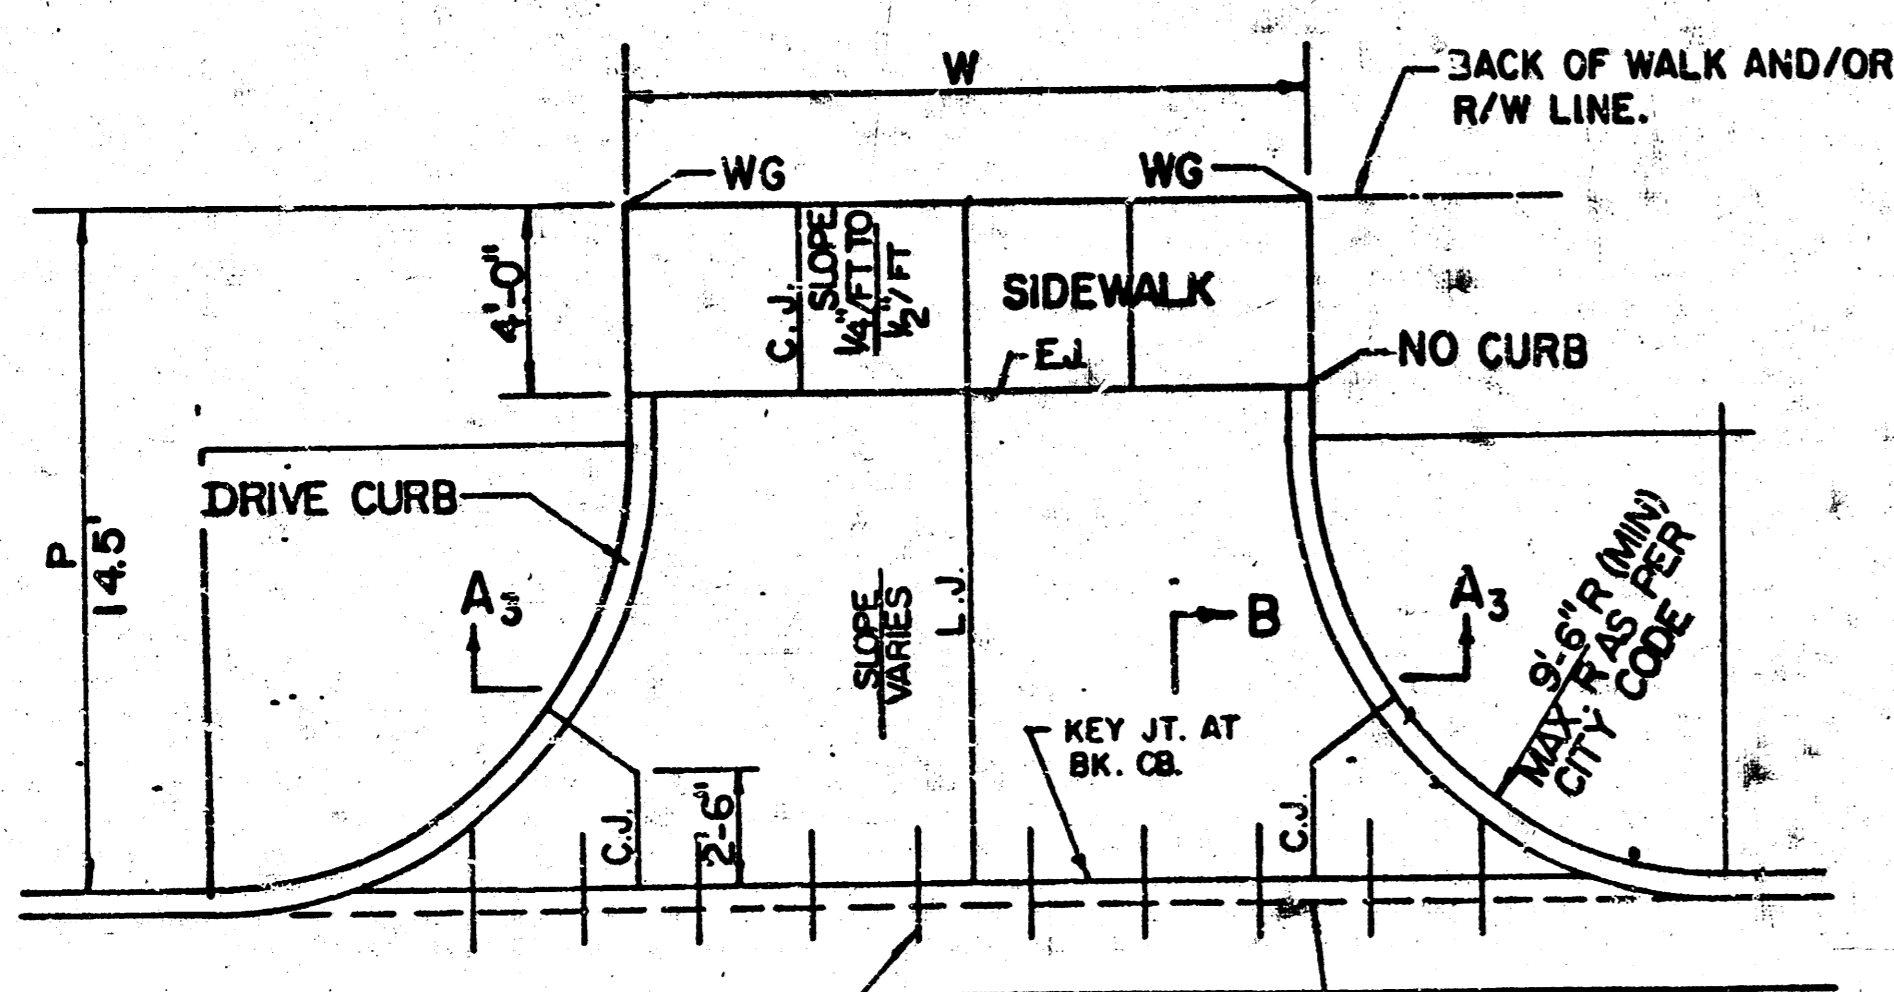 W
BACK OF WALK AND/OR
R/W LINE.
WG
WG
4'-0"
C.J.
SLOPE
1/4"/FT TO
1/2"/FT
SIDEWALK
E.J.
NO CURB
DRIVE CURB
P
14.5'
A3
SLOPE
VARIES
L.J.
B
A3
9'-6" R (MIN)
MAX. R AS PER
CITY CODE
KEY JT. AT
BK. CB.
C.J.
2'-6"
C.J.